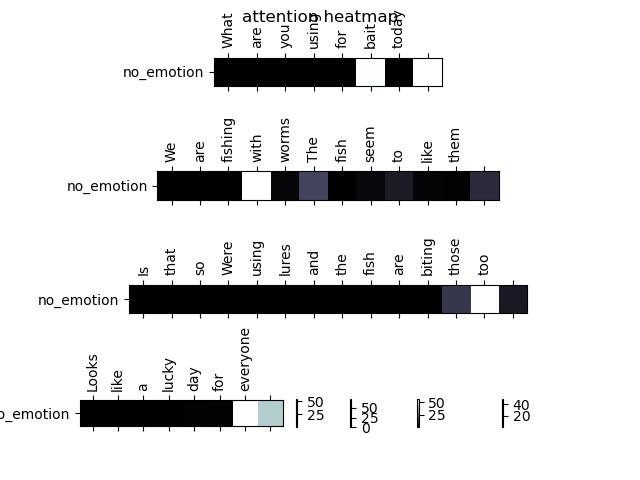 attention heatmap
What are you using for bait today
no_emotion
We are fishing with worms The fish seem to like them
no_emotion
Is that so Were using lures and the fish are biting those too
no_emotion
Looks like a lucky day for everyone
o_emotion
50
25
50
25
0
50
25
40
20